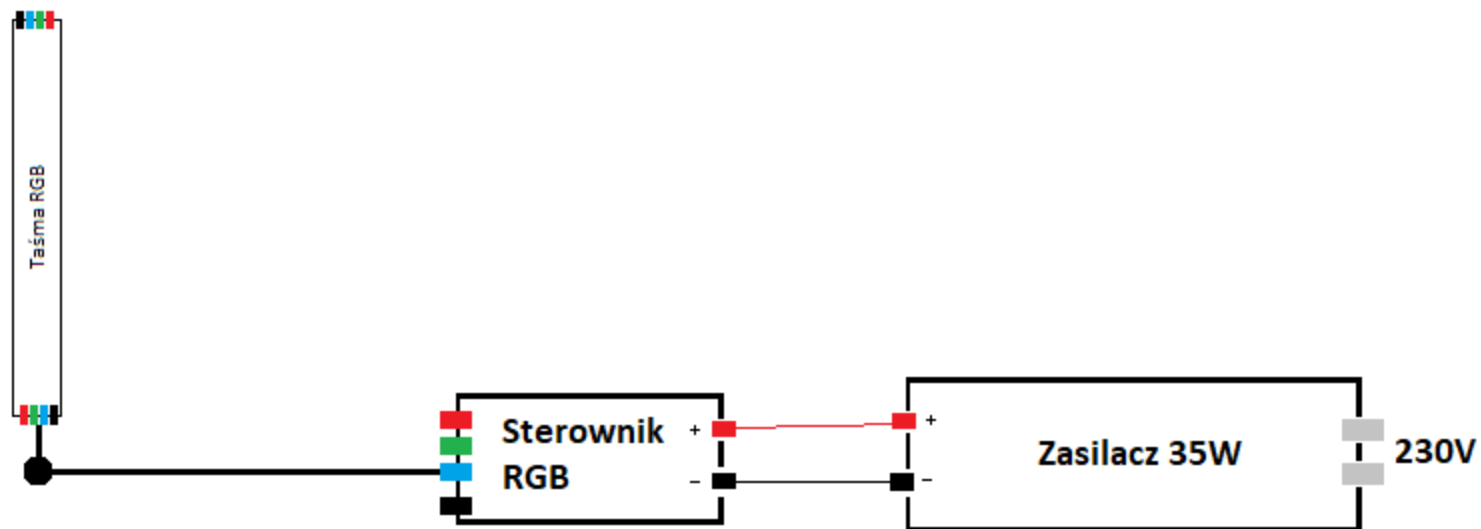 Taśma RGB
Sterownik
RGB
+
–
+
–
Zasilacz 35W
230V